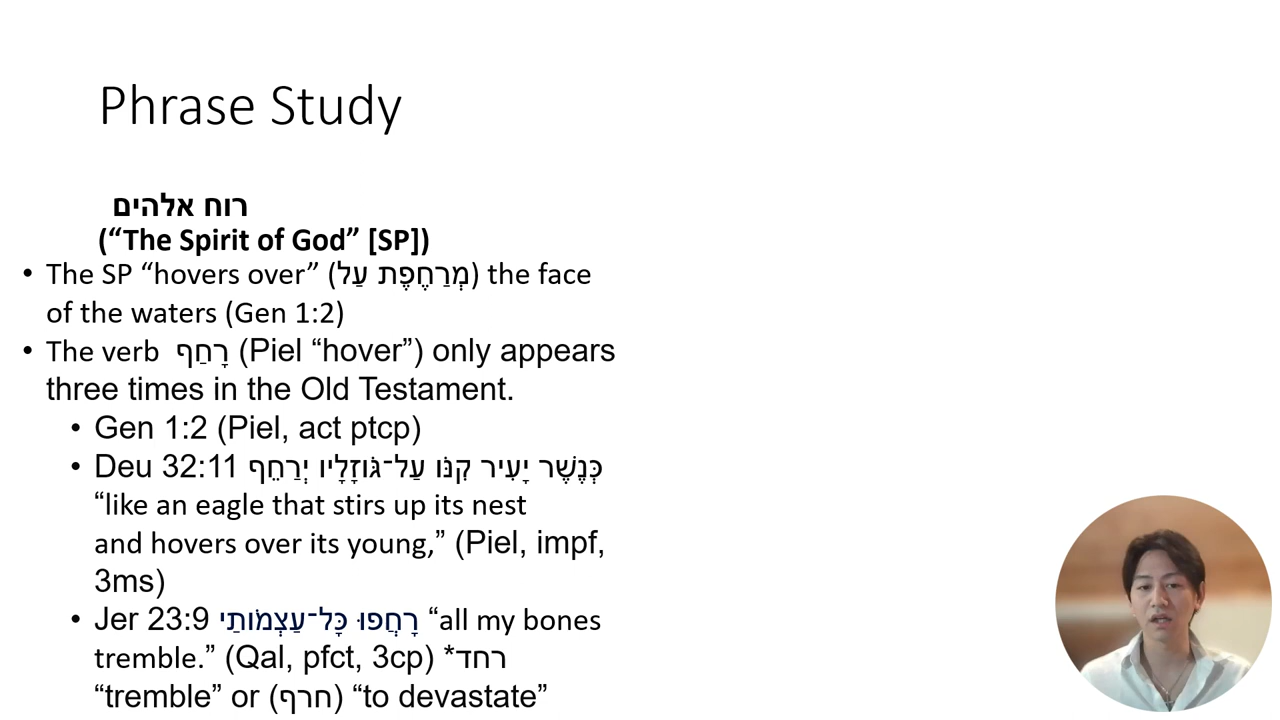 Phrase Study
רוח אלהים
(“The Spirit of God” [SP])
• The SP “hovers over” (מְרַחֶפֶת עַל) the face
of the waters (Gen 1:2)
• The verb רָחַף (Piel “hover”) only appears
three times in the Old Testament.
• Gen 1:2 (Piel, act ptcp)
• Deu 32:11 כְּנֶשֶׁר יָעִיר קִנּוֹ עַל־גּוֹזָלָיו יְרַחֵף
“like an eagle that stirs up its nest
and hovers over its young,” (Piel, impf,
3ms)
• Jer 23:9 רָחֲפוּ כָּל־עַצְמוֹתַי “all my bones
tremble.” (Qal, pfct, 3cp) *רחד
“tremble” or (חרף) “to devastate”